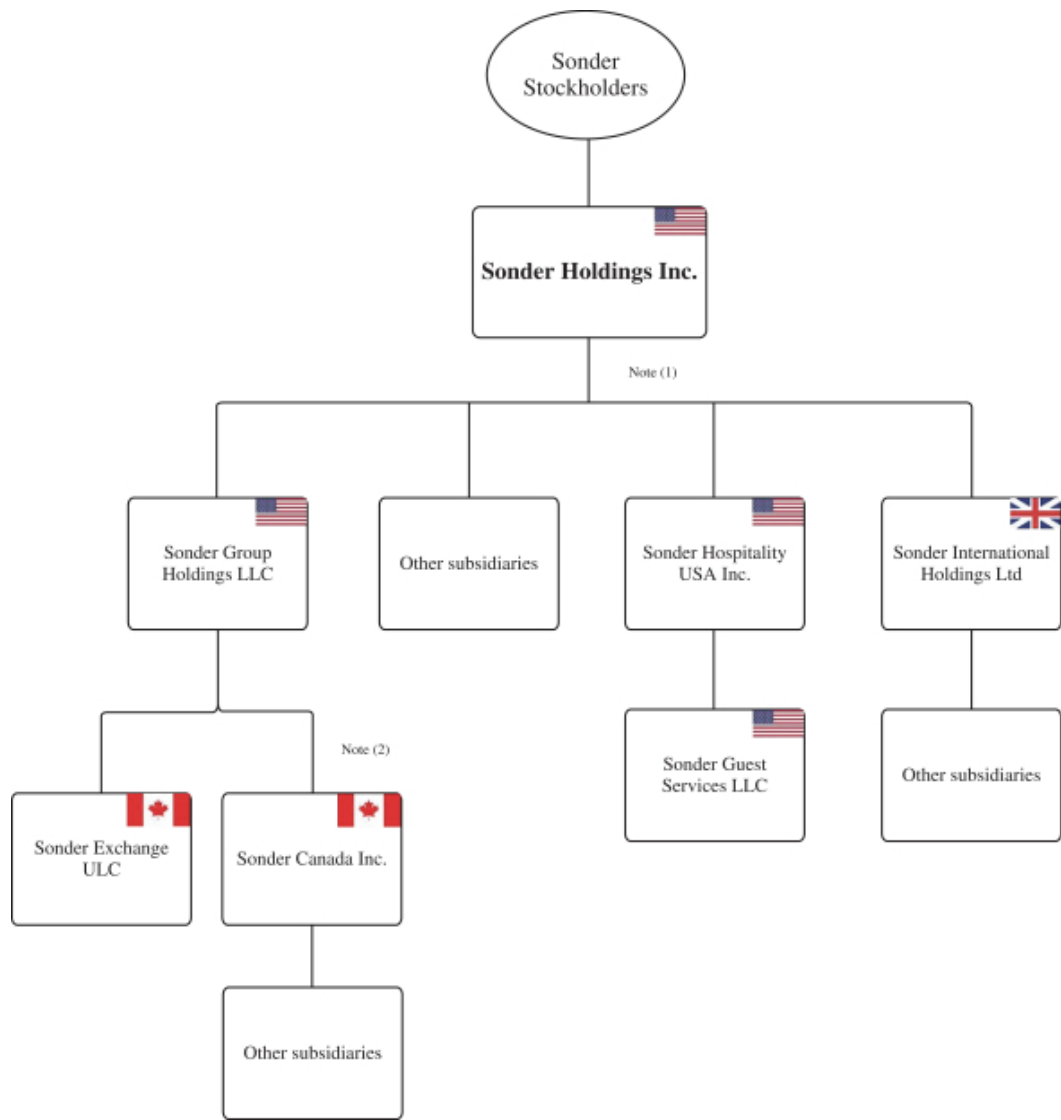 Sonder
Stockholders
Sonder Holdings Inc.
Note (1)
Sonder Group
Holdings LLC
Other subsidiaries
Sonder Hospitality
USA Inc.
Sonder International
Holdings Ltd
Note (2)
Sonder Guest
Services LLC
Other subsidiaries
Sonder Exchange
ULC
Sonder Canada Inc.
Other subsidiaries